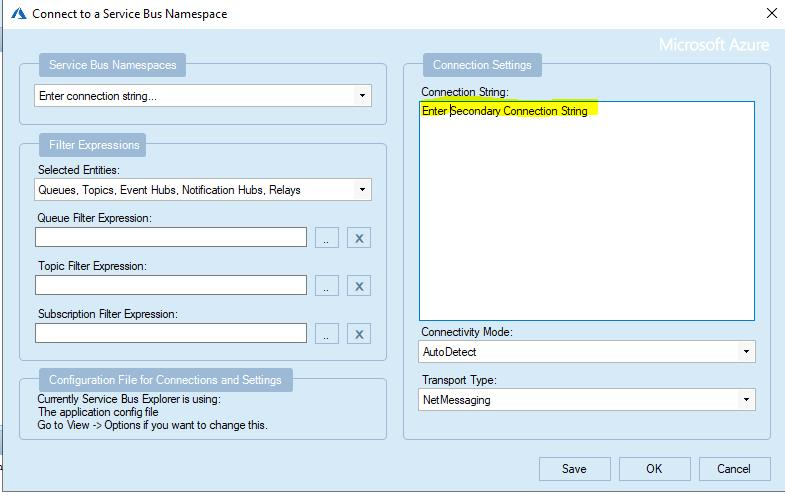 Connect to a Service Bus Namespace
Microsoft Azure
Service Bus Namespaces
Enter connection string...
Filter Expressions
Selected Entities:
Queues, Topics, Event Hubs, Notification Hubs, Relays
Queue Filter Expression:
..
X
Topic Filter Expression:
..
X
Subscription Filter Expression:
..
X
Configuration File for Connections and Settings
Currently Service Bus Explorer is using:
The application config file
Go to View -> Options if you want to change this.
Connection Settings
Connection String:
Enter Secondary Connection String
Connectivity Mode:
AutoDetect
Transport Type:
NetMessaging
Save
OK
Cancel